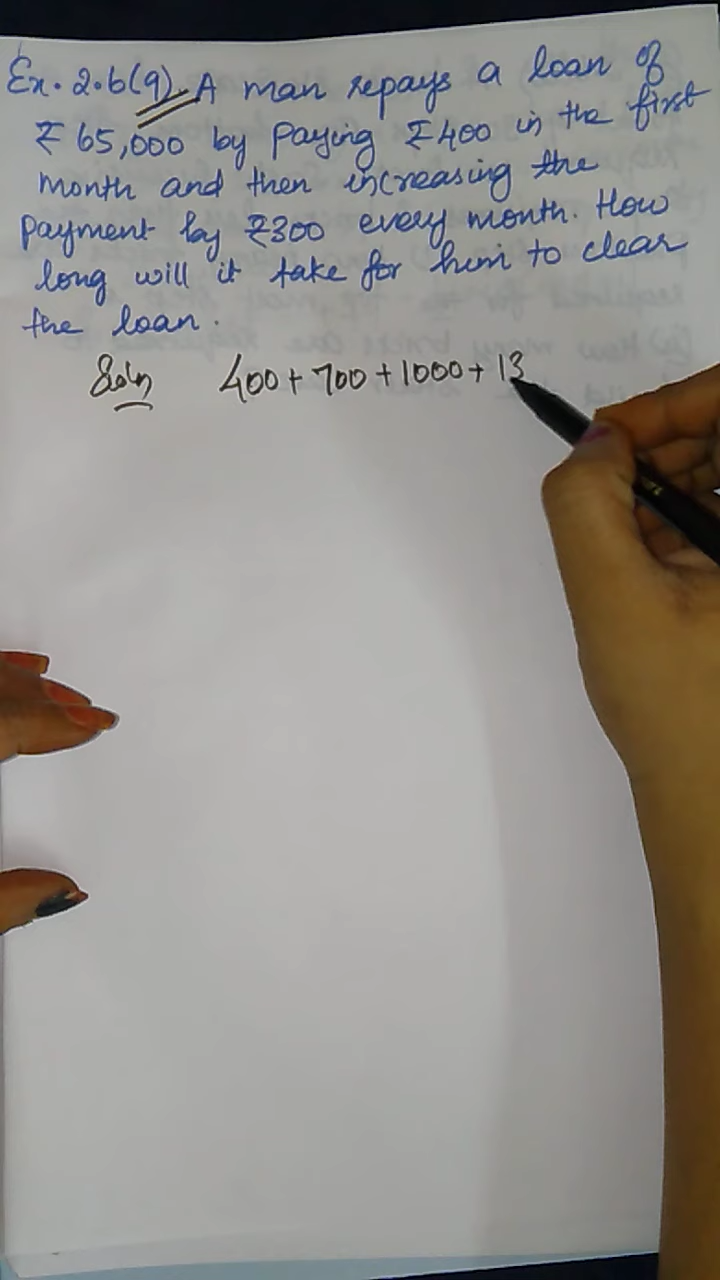 Ex. 2.6(9). A man repays a loan of
₹ 65,000 by paying ₹400 in the first
month and then increasing the
payment by ₹300 every month. How
long will it take for him to clear
the loan.
Soln 400 + 700 + 1000 + 13